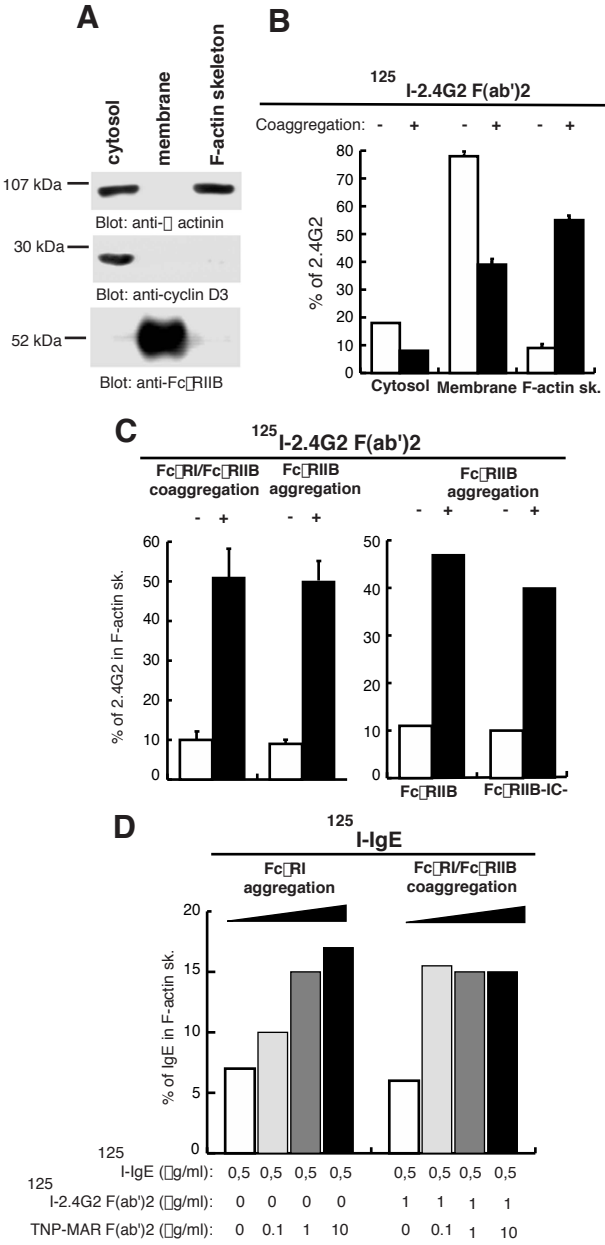 A
cytosol
membrane
F-actin skeleton
107 kDa
Blot: anti-▯ actinin
30 kDa
Blot: anti-cyclin D3
52 kDa
Blot: anti-Fc▯RIIB
B
125 I-2.4G2 F(ab')2
Coaggregation: - + - + - +
% of 2.4G2
80
70
60
50
40
30
20
10
0
Cytosol Membrane F-actin sk.
C
125 I-2.4G2 F(ab')2
Fc▯RI/Fc▯RIIB
coaggregation
Fc▯RIIB
aggregation
Fc▯RIIB
aggregation
- + - + - + - +
% of 2.4G2 in F-actin sk.
60
50
40
30
20
10
0
50
40
30
20
10
0
Fc▯RIIB Fc▯RIIB-IC-
D
125 I-IgE
Fc▯RI
aggregation
Fc▯RI/Fc▯RIIB
coaggregation
% of IgE in F-actin sk.
20
15
10
5
0
125 I-IgE (▯g/ml): 0,5 0,5 0,5 0,5 0,5 0,5 0,5 0,5
125 I-2.4G2 F(ab')2 (▯g/ml): 0 0 0 0 1 1 1 1
TNP-MAR F(ab')2 (▯g/ml): 0 0.1 1 10 0 0.1 1 10